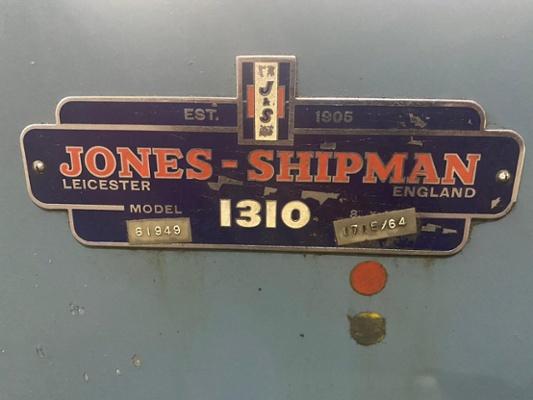 J
&
S
EST. 1905
JONES-SHIPMAN
LEICESTER ENGLAND
MODEL 1310
61949 1715/64